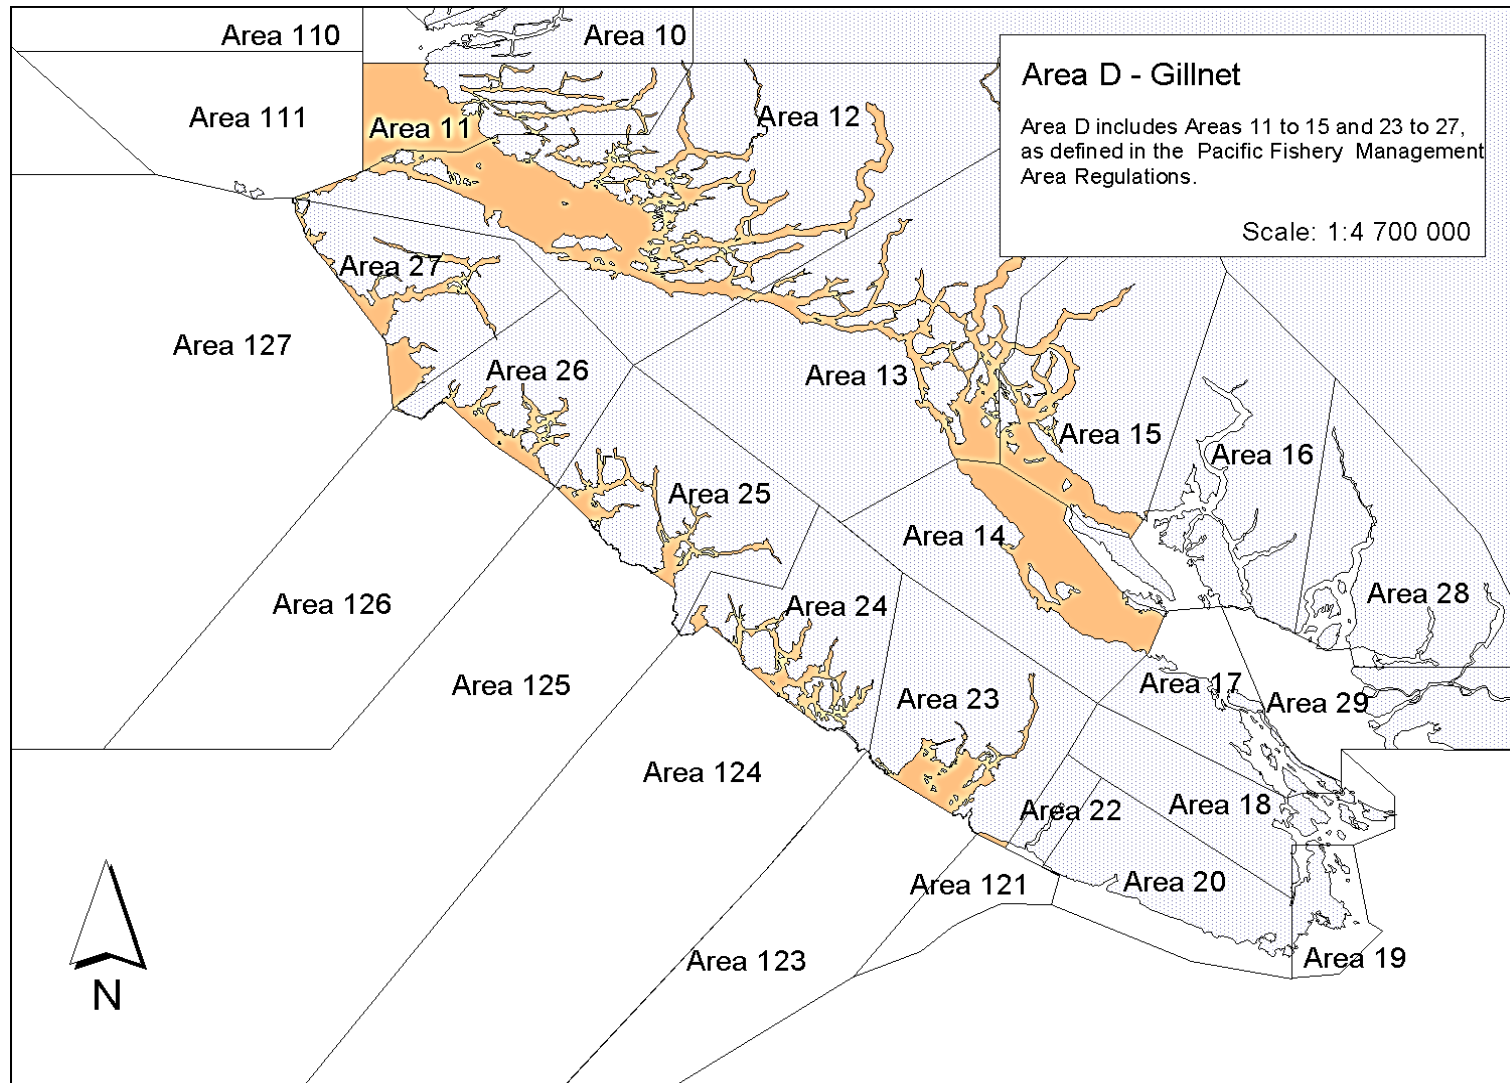 Area 110
Area 10
Area D - Gillnet
Area D includes Areas 11 to 15 and 23 to 27,
as defined in the Pacific Fishery Management
Area Regulations.
Scale: 1:4 700 000
Area 111
Area 11
Area 12
Area 27
Area 127
Area 26
Area 13
Area 15
Area 16
Area 25
Area 14
Area 126
Area 24
Area 28
Area 125
Area 17
Area 23
Area 29
Area 124
Area 22
Area 18
Area 121
Area 20
Area 123
Area 19
N